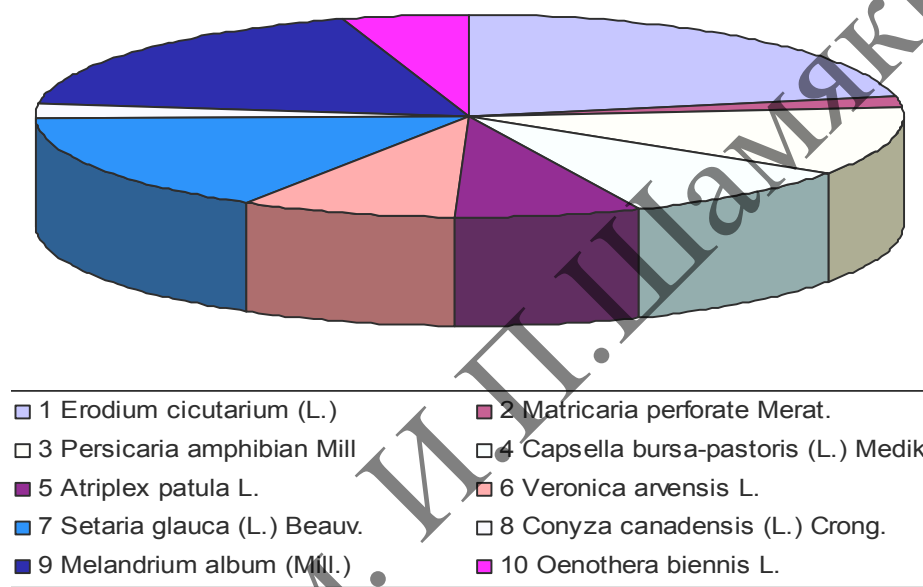 1 Erodium cicutarium (L.)
2 Matricaria perforate Merat.
3 Persicaria amphibian Mill
4 Capsella bursa-pastoris (L.) Medik
5 Atriplex patula L.
6 Veronica arvensis L.
7 Setaria glauca (L.) Beauv.
8 Conyza canadensis (L.) Crong.
9 Melandrium album (Mill.)
10 Oenothera biennis L.
И.П.Шамяк